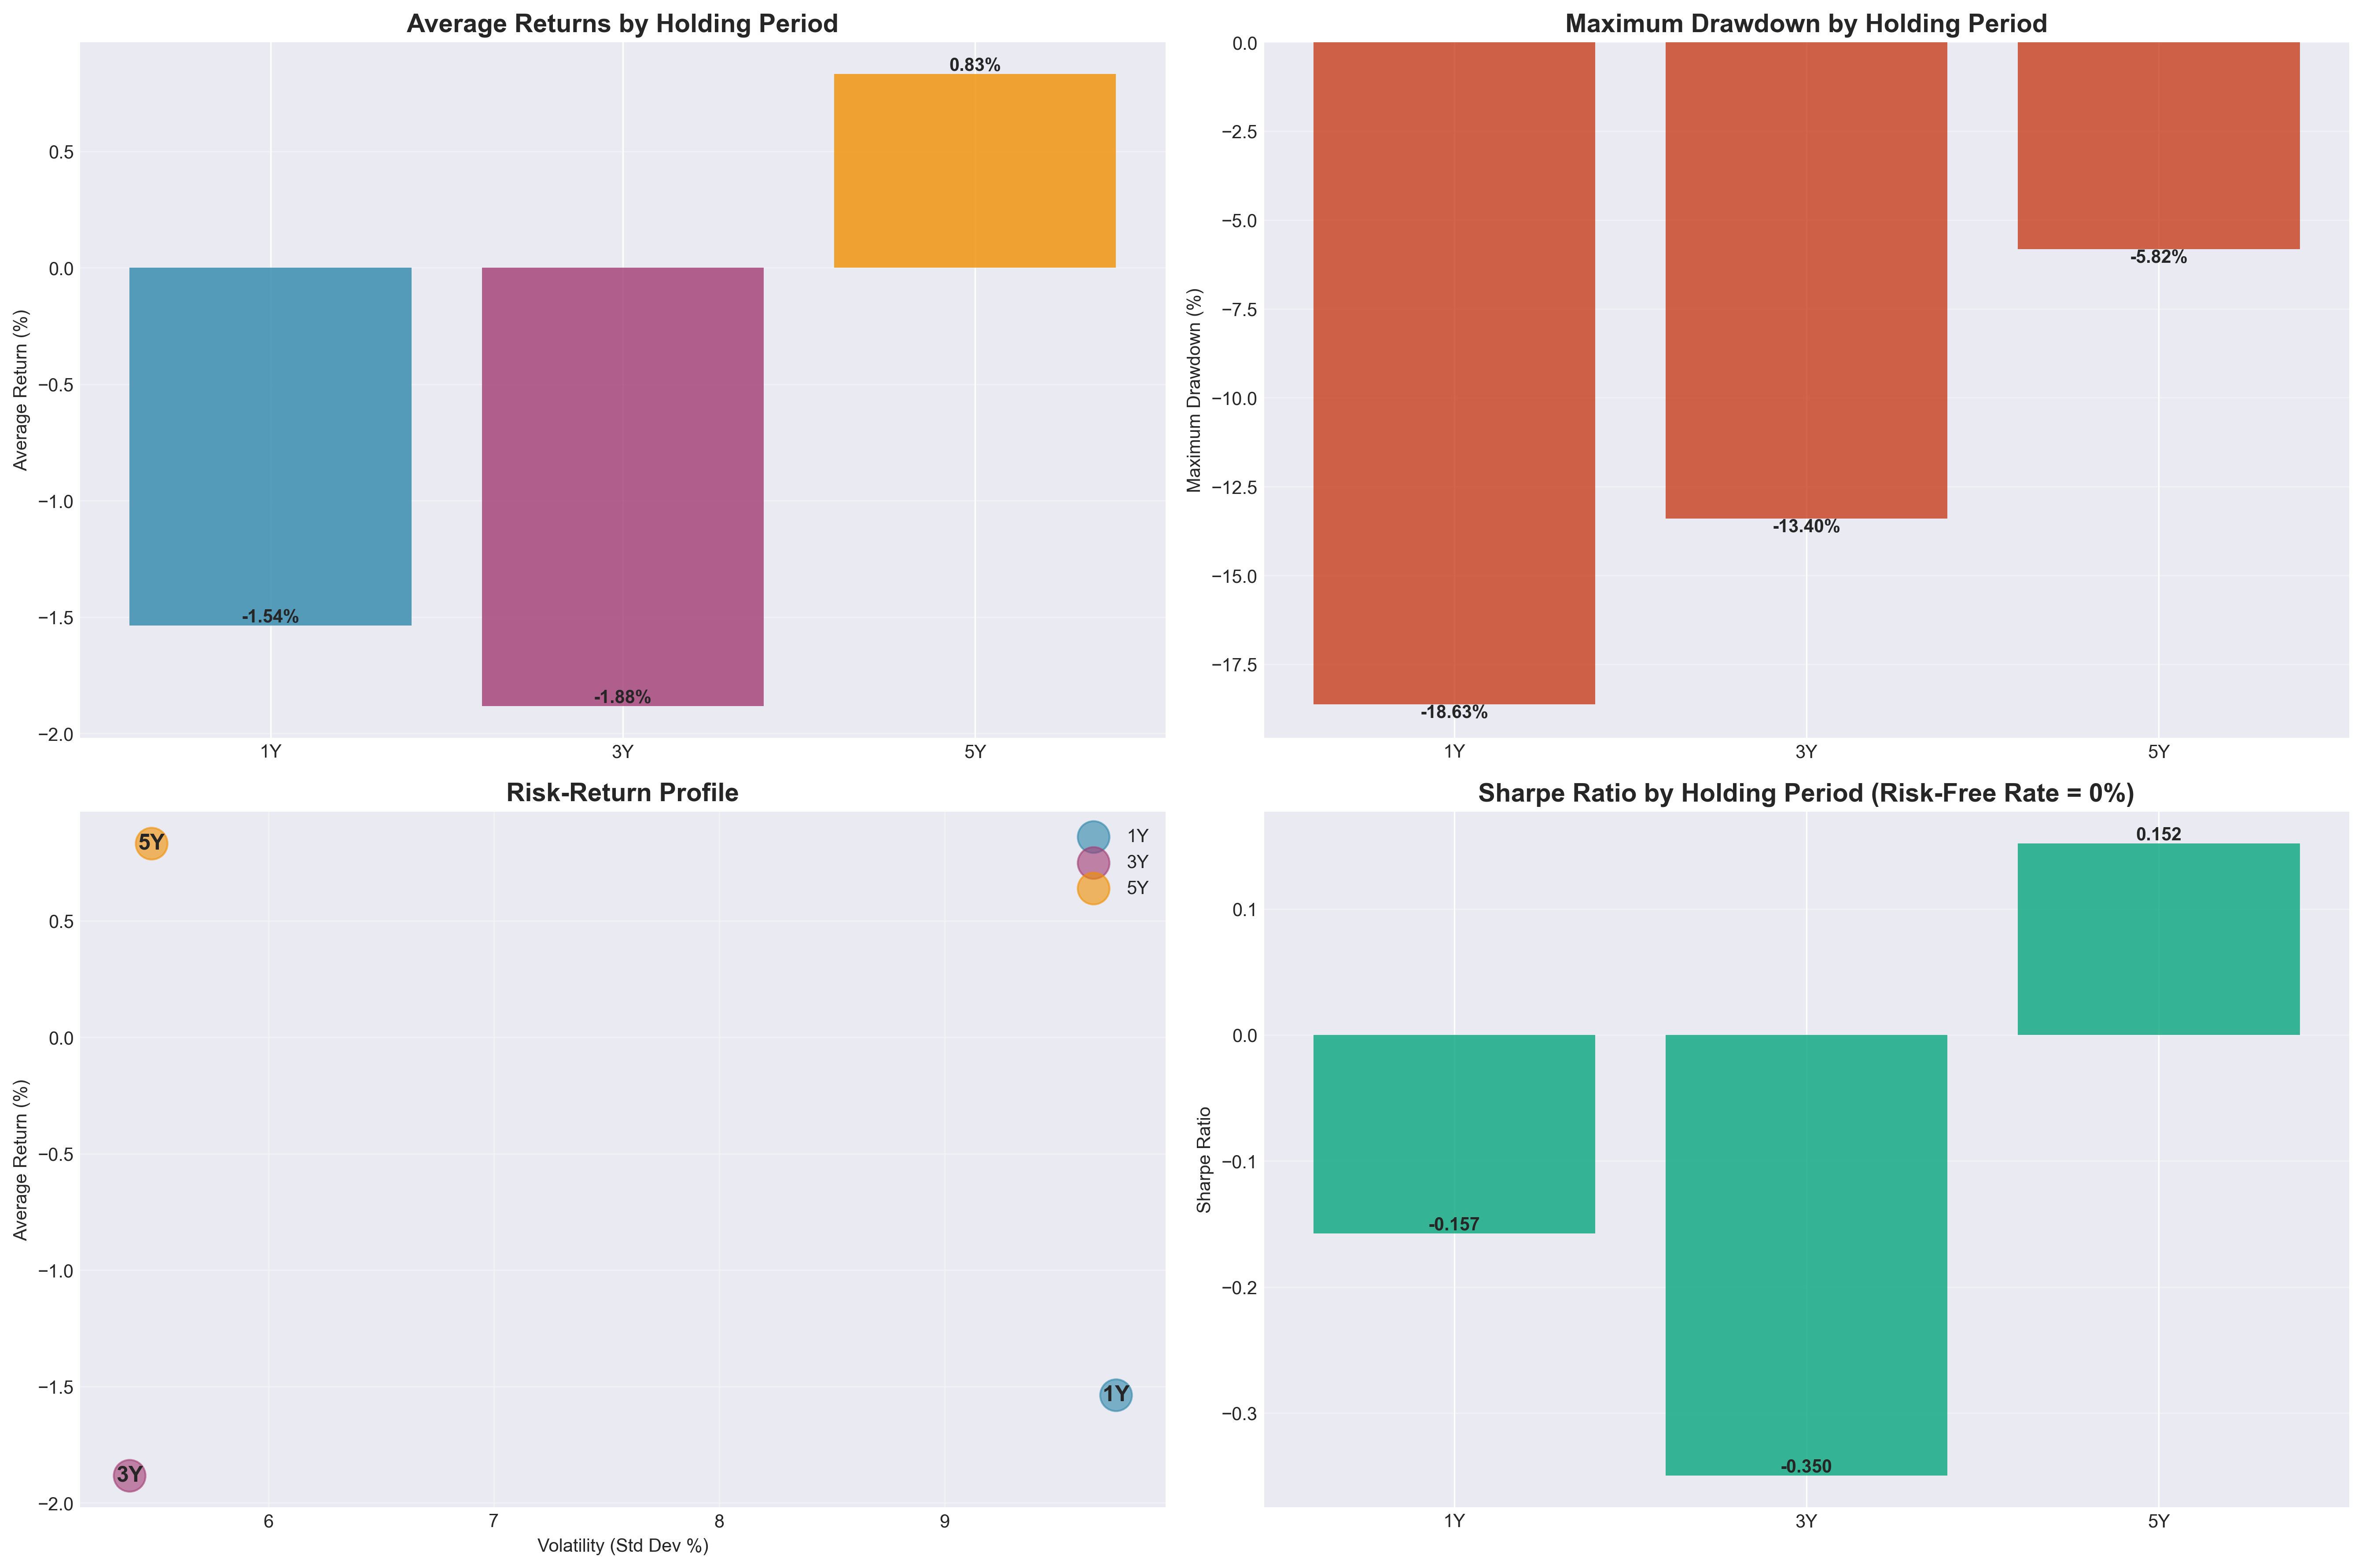 Average Returns by Holding Period
0.83%
0.5
0.0
−0.5
−1.0
−1.5
−2.0
Average Return (%)
-1.54%
-1.88%
1Y
3Y
5Y
Maximum Drawdown by Holding Period
0.0
−2.5
−5.0
−7.5
−10.0
−12.5
−15.0
−17.5
Maximum Drawdown (%)
-5.82%
-13.40%
-18.63%
1Y
3Y
5Y
Risk-Return Profile
5Y
1Y
3Y
5Y
0.5
0.0
−0.5
−1.0
−1.5
−2.0
Average Return (%)
1Y
3Y
6
7
8
9
Volatility (Std Dev %)
Sharpe Ratio by Holding Period (Risk-Free Rate = 0%)
0.152
0.1
0.0
−0.1
−0.2
−0.3
Sharpe Ratio
-0.157
-0.350
1Y
3Y
5Y